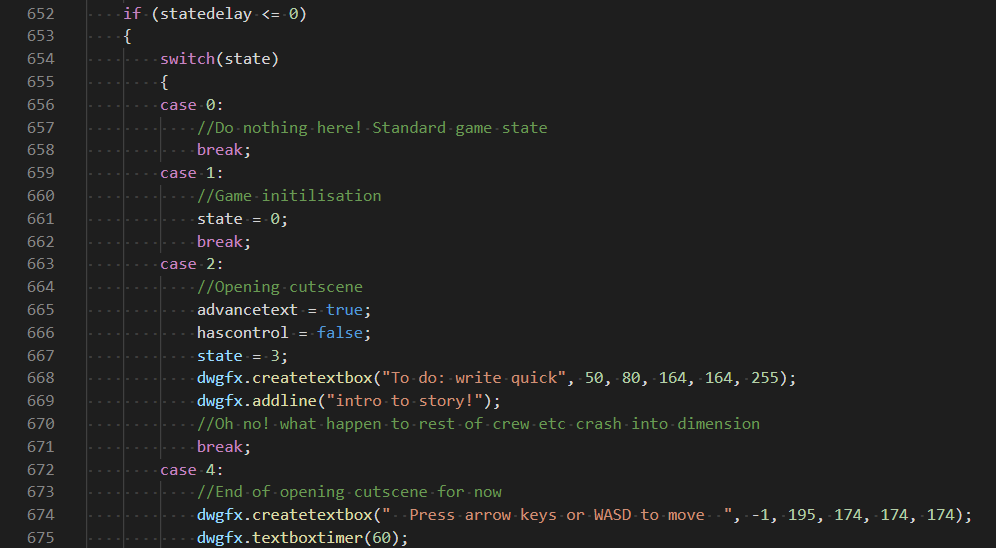 652 if (statedelay <= 0)
653 {
654 switch(state)
655 {
656 case 0:
657 //Do nothing here! Standard game state
658 break;
659 case 1:
660 //Game initilisation
661 state = 0;
662 break;
663 case 2:
664 //Opening cutscene
665 advancetext = true;
666 hascontrol = false;
667 state = 3;
668 dwgfx.createtextbox("To do: write quick", 50, 80, 164, 164, 255);
669 dwgfx.addline("intro to story!");
670 //Oh no! what happen to rest of crew etc crash into dimension
671 break;
672 case 4:
673 //End of opening cutscene for now
674 dwgfx.createtextbox("  Press arrow keys or WASD to move  ", -1, 195, 174, 174, 174);
675 dwgfx.textboxtimer(60);